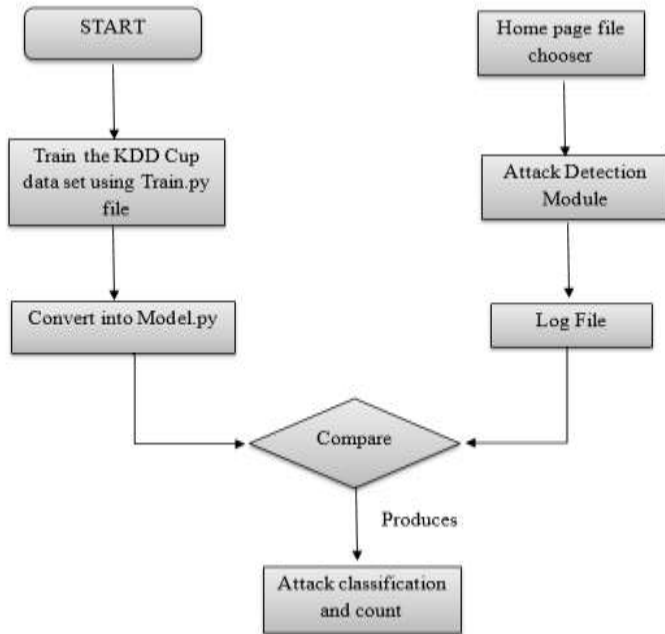 START
Train the KDD Cup
data set using Train.py
file
Convert into Model.py
Home page file
chooser
Attack Detection
Module
Log File
Compare
Produces
Attack classification
and count